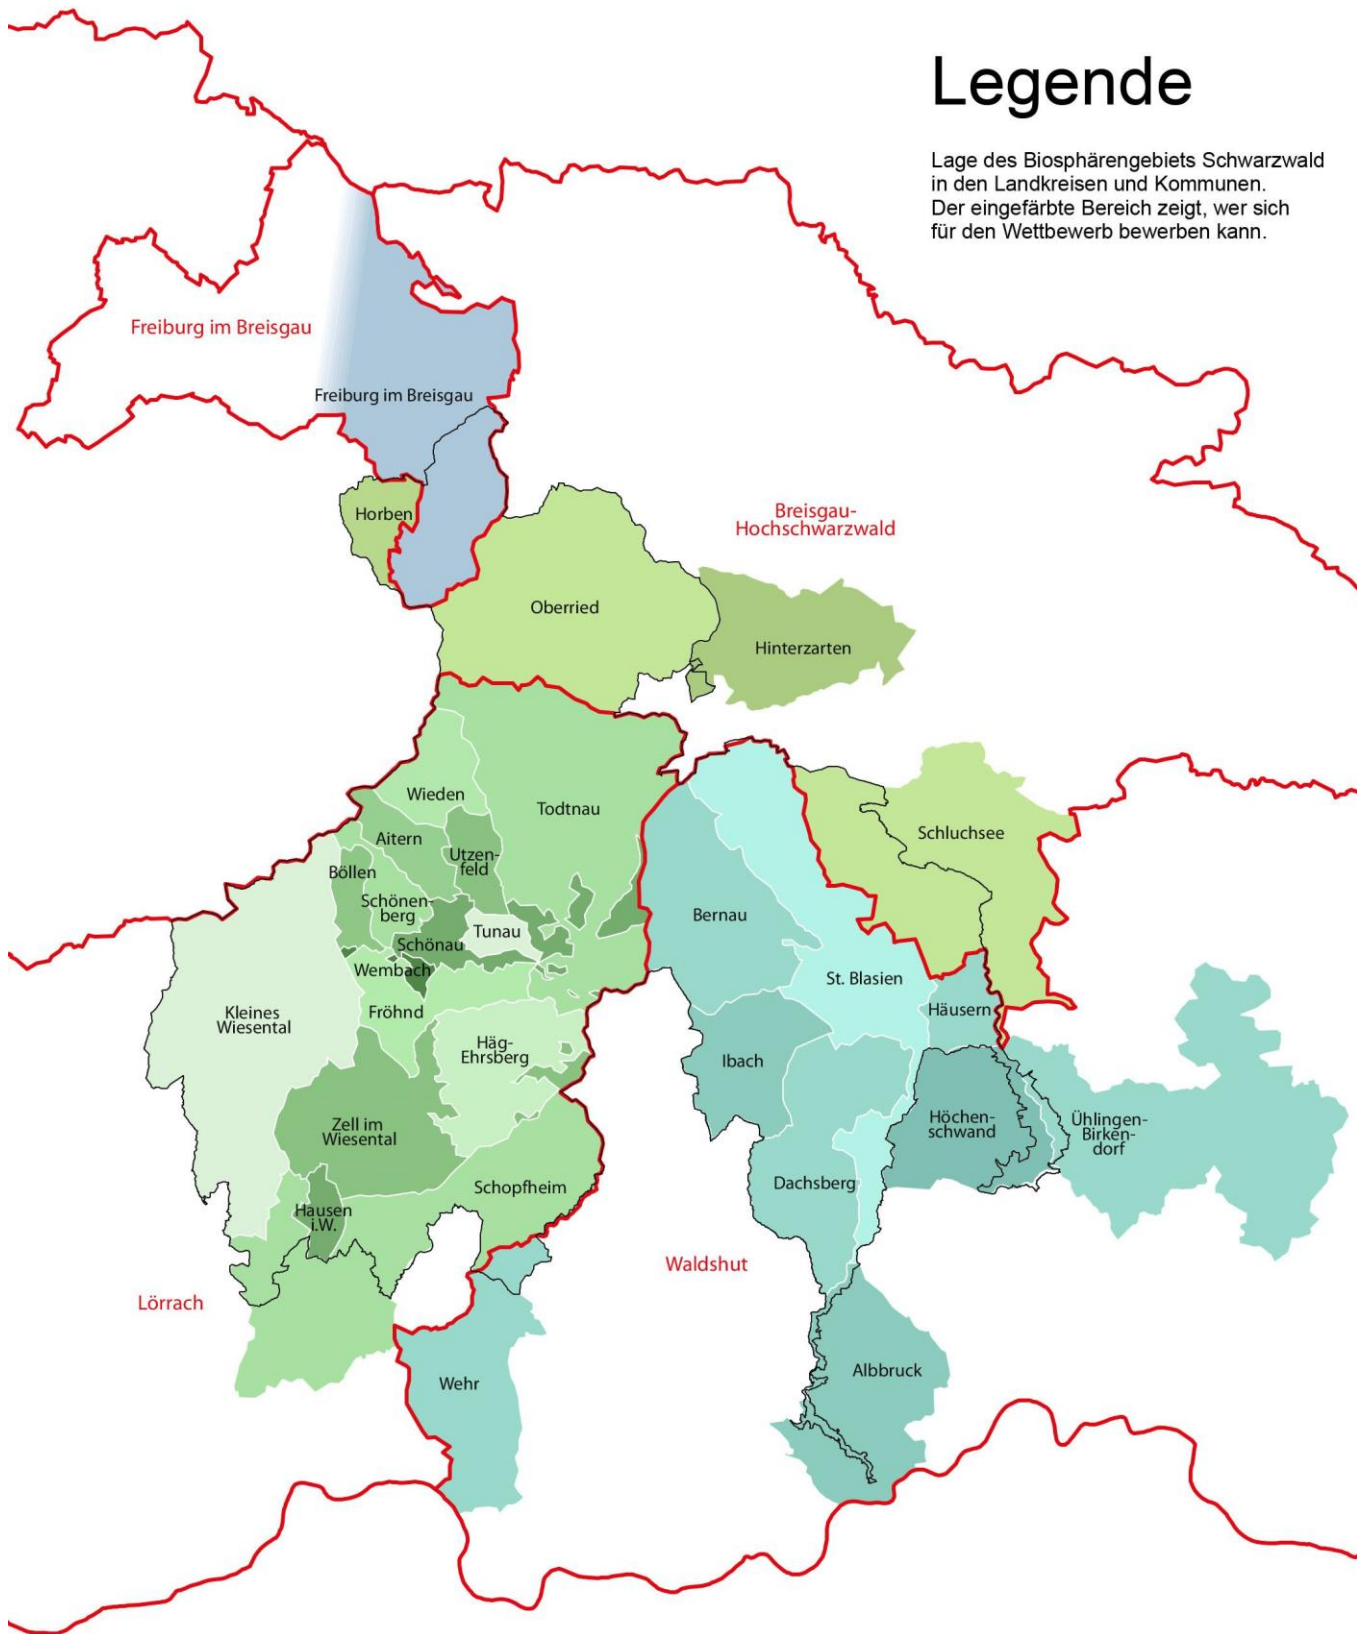 Legende
Lage des Biosphärengebiets Schwarzwald
in den Landkreisen und Kommunen.
Der eingefärbte Bereich zeigt, wer sich
für den Wettbewerb bewerben kann.
Freiburg im Breisgau
Freiburg im Breisgau
Horben
Breisgau-
Hochschwarzwald
Oberried
Hinterzarten
Wieden
Todtnau
Aitern
Utzen-
feld
Schluchsee
Böllen
Schönen-
berg
Bernau
Tunau
Schönau
Wembach
St. Blasien
Kleines
Wiesental
Fröhnd
Häusern
Häg-
Ehrsberg
Ibach
Zell im
Wiesental
Höchen-
schwand
Ühlingen-
Birken-
dorf
Schopfheim
Dachsberg
Hausen
i.W.
Waldshut
Lörrach
Wehr
Albbruck